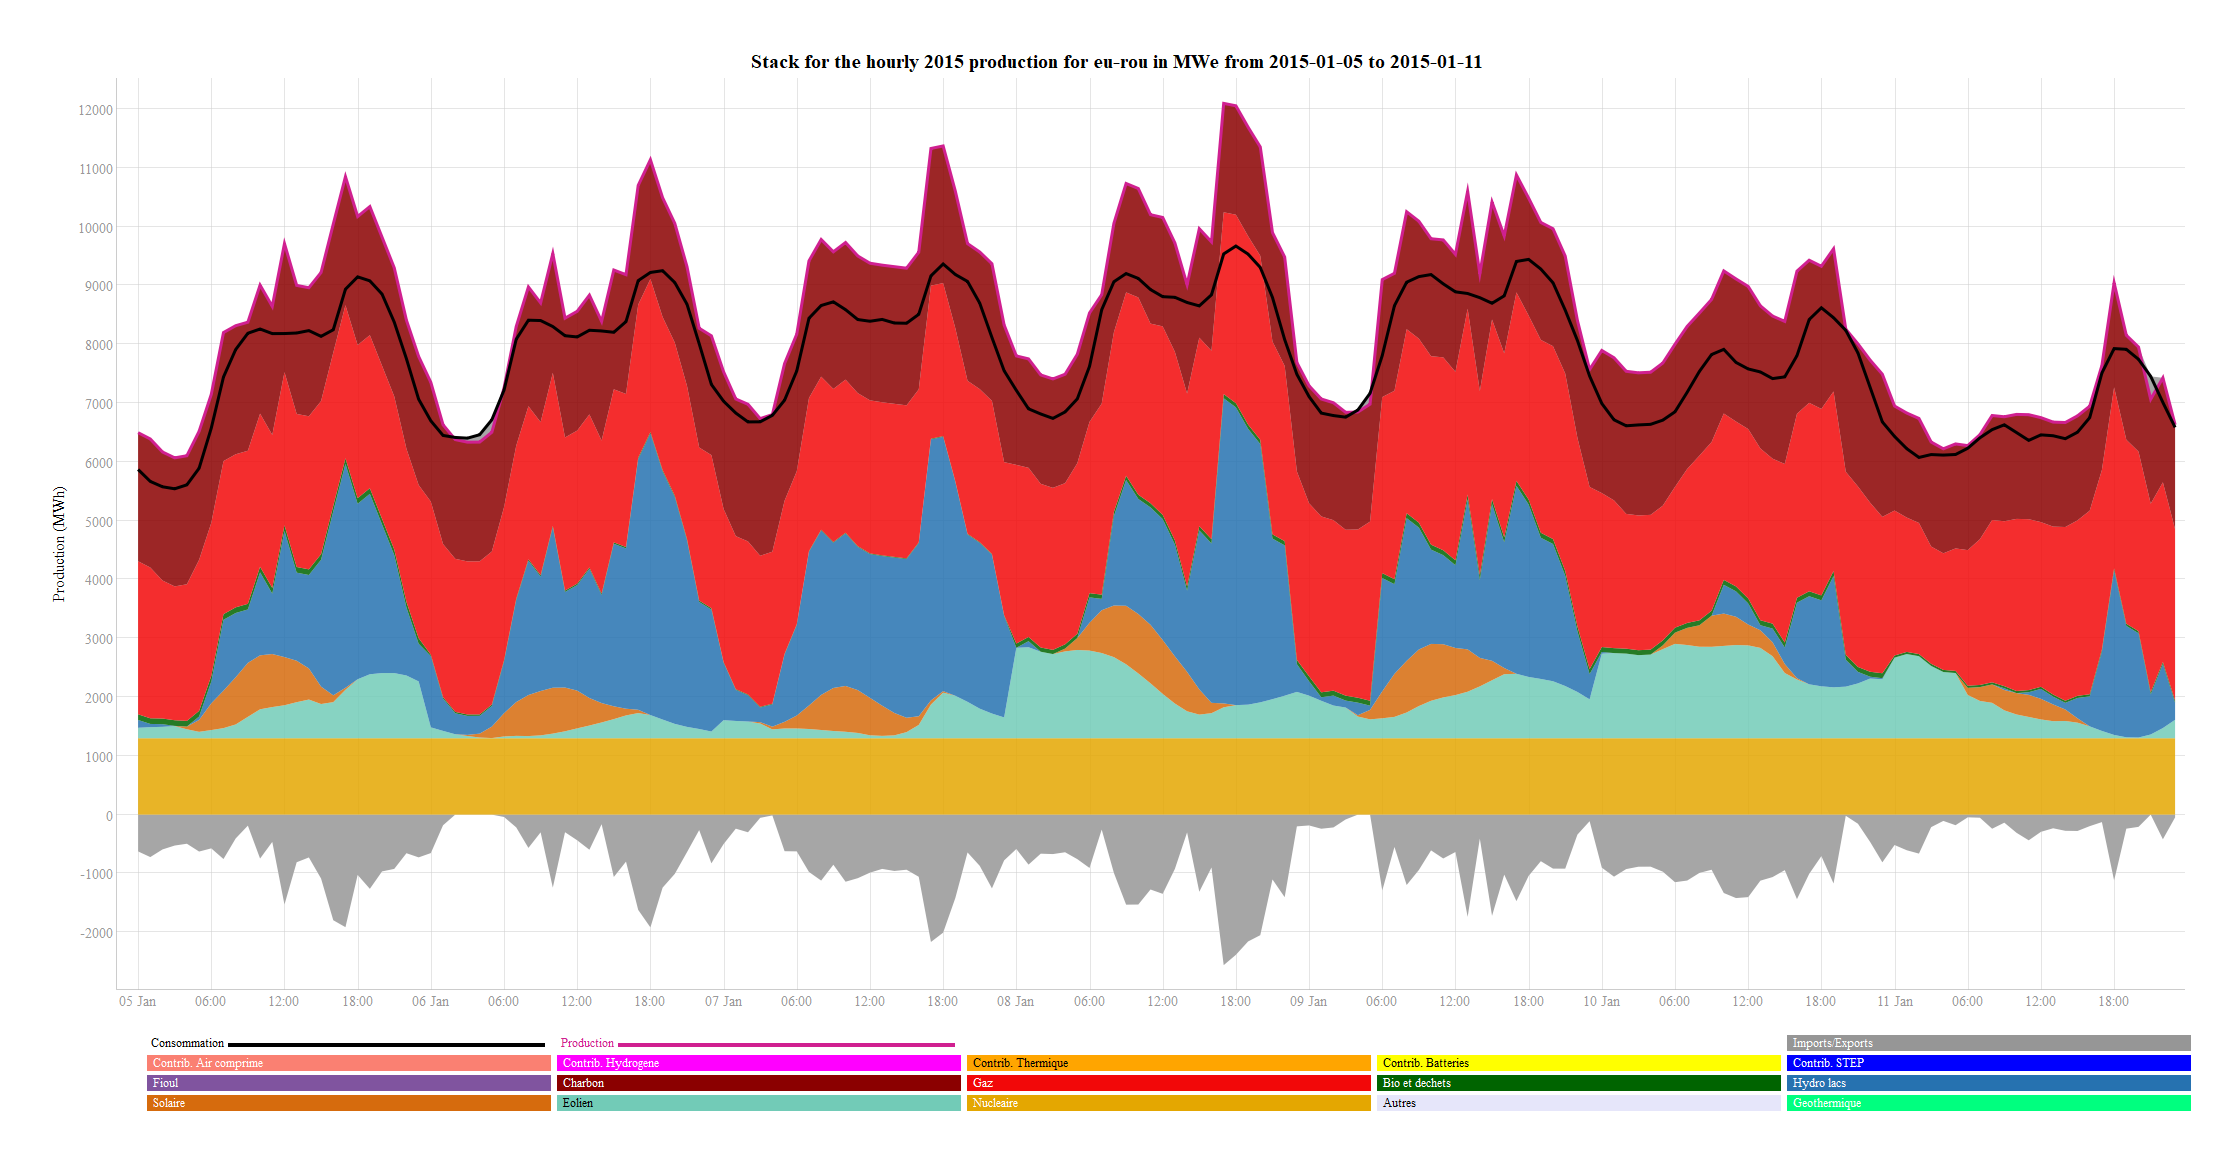 Stack for the hourly 2015 production for eu-rou in MWe from 2015-01-05 to 2015-01-11
Production (MWh)
12000
11000
10000
9000
8000
7000
6000
5000
4000
3000
2000
1000
0
-1000
-2000
05 Jan 06:00 12:00 18:00 06 Jan 06:00 12:00 18:00 07 Jan 06:00 12:00 18:00 08 Jan 06:00 12:00 18:00 09 Jan 06:00 12:00 18:00 10 Jan 06:00 12:00 18:00 11 Jan 06:00 12:00 18:00
Consommation Production Imports/Exports
Contrib. Air comprime Contrib. Hydrogene Contrib. Thermique Contrib. Batteries Contrib. STEP
Fioul Charbon Gaz Bio et dechets Hydro lacs
Solaire Eolien Nucleaire Autres Geothermique